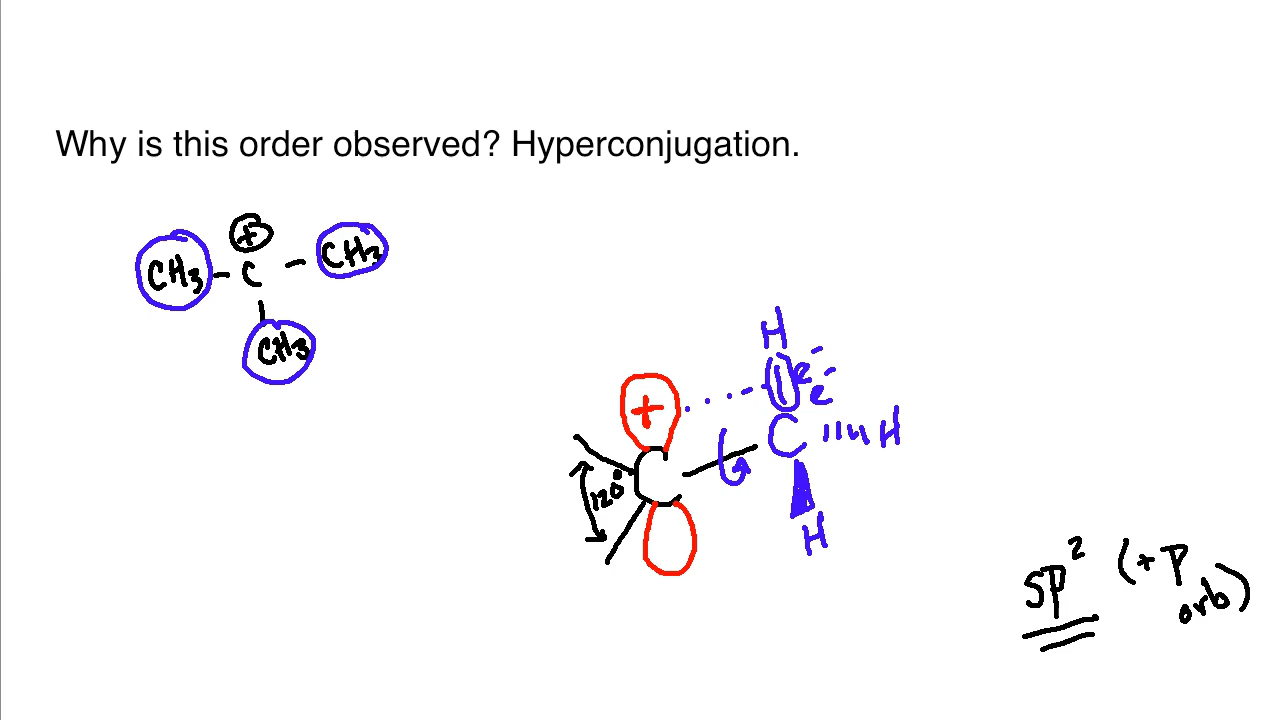 Why is this order observed? Hyperconjugation.
+
CH3 - C - CH3
CH3
H
+ e- e-
C C H
120°
H
sp² (+ P
orb)